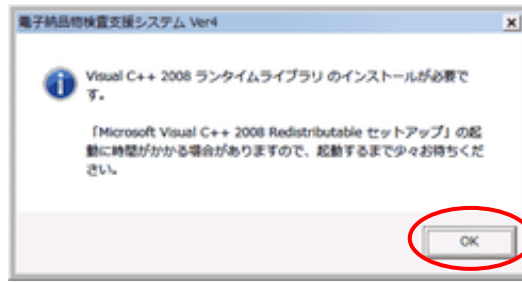 電子納品物検査支援システム Ver4
Visual C++ 2008 ランタイムライブラリ のインストールが必要で
す。
「Microsoft Visual C++ 2008 Redistributable セットアップ」の起
動に時間がかかる場合がありますので、起動するまで少々お待ちくだ
さい。
OK